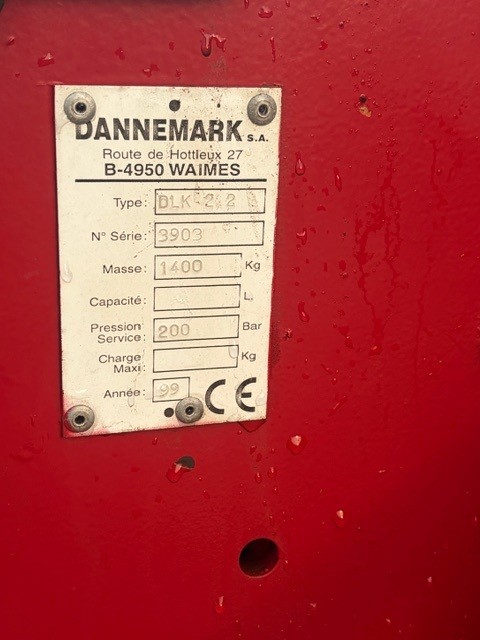 DANNEMARK S.A.
Route de Hottleux 27
B-4950 WAIMES
Type: DLK 2.2
N° Série: 3903
Masse: 1400 Kg
Capacité: L.
Pression Service: 200 Bar
Charge Maxi: Kg
Année: 99 CE